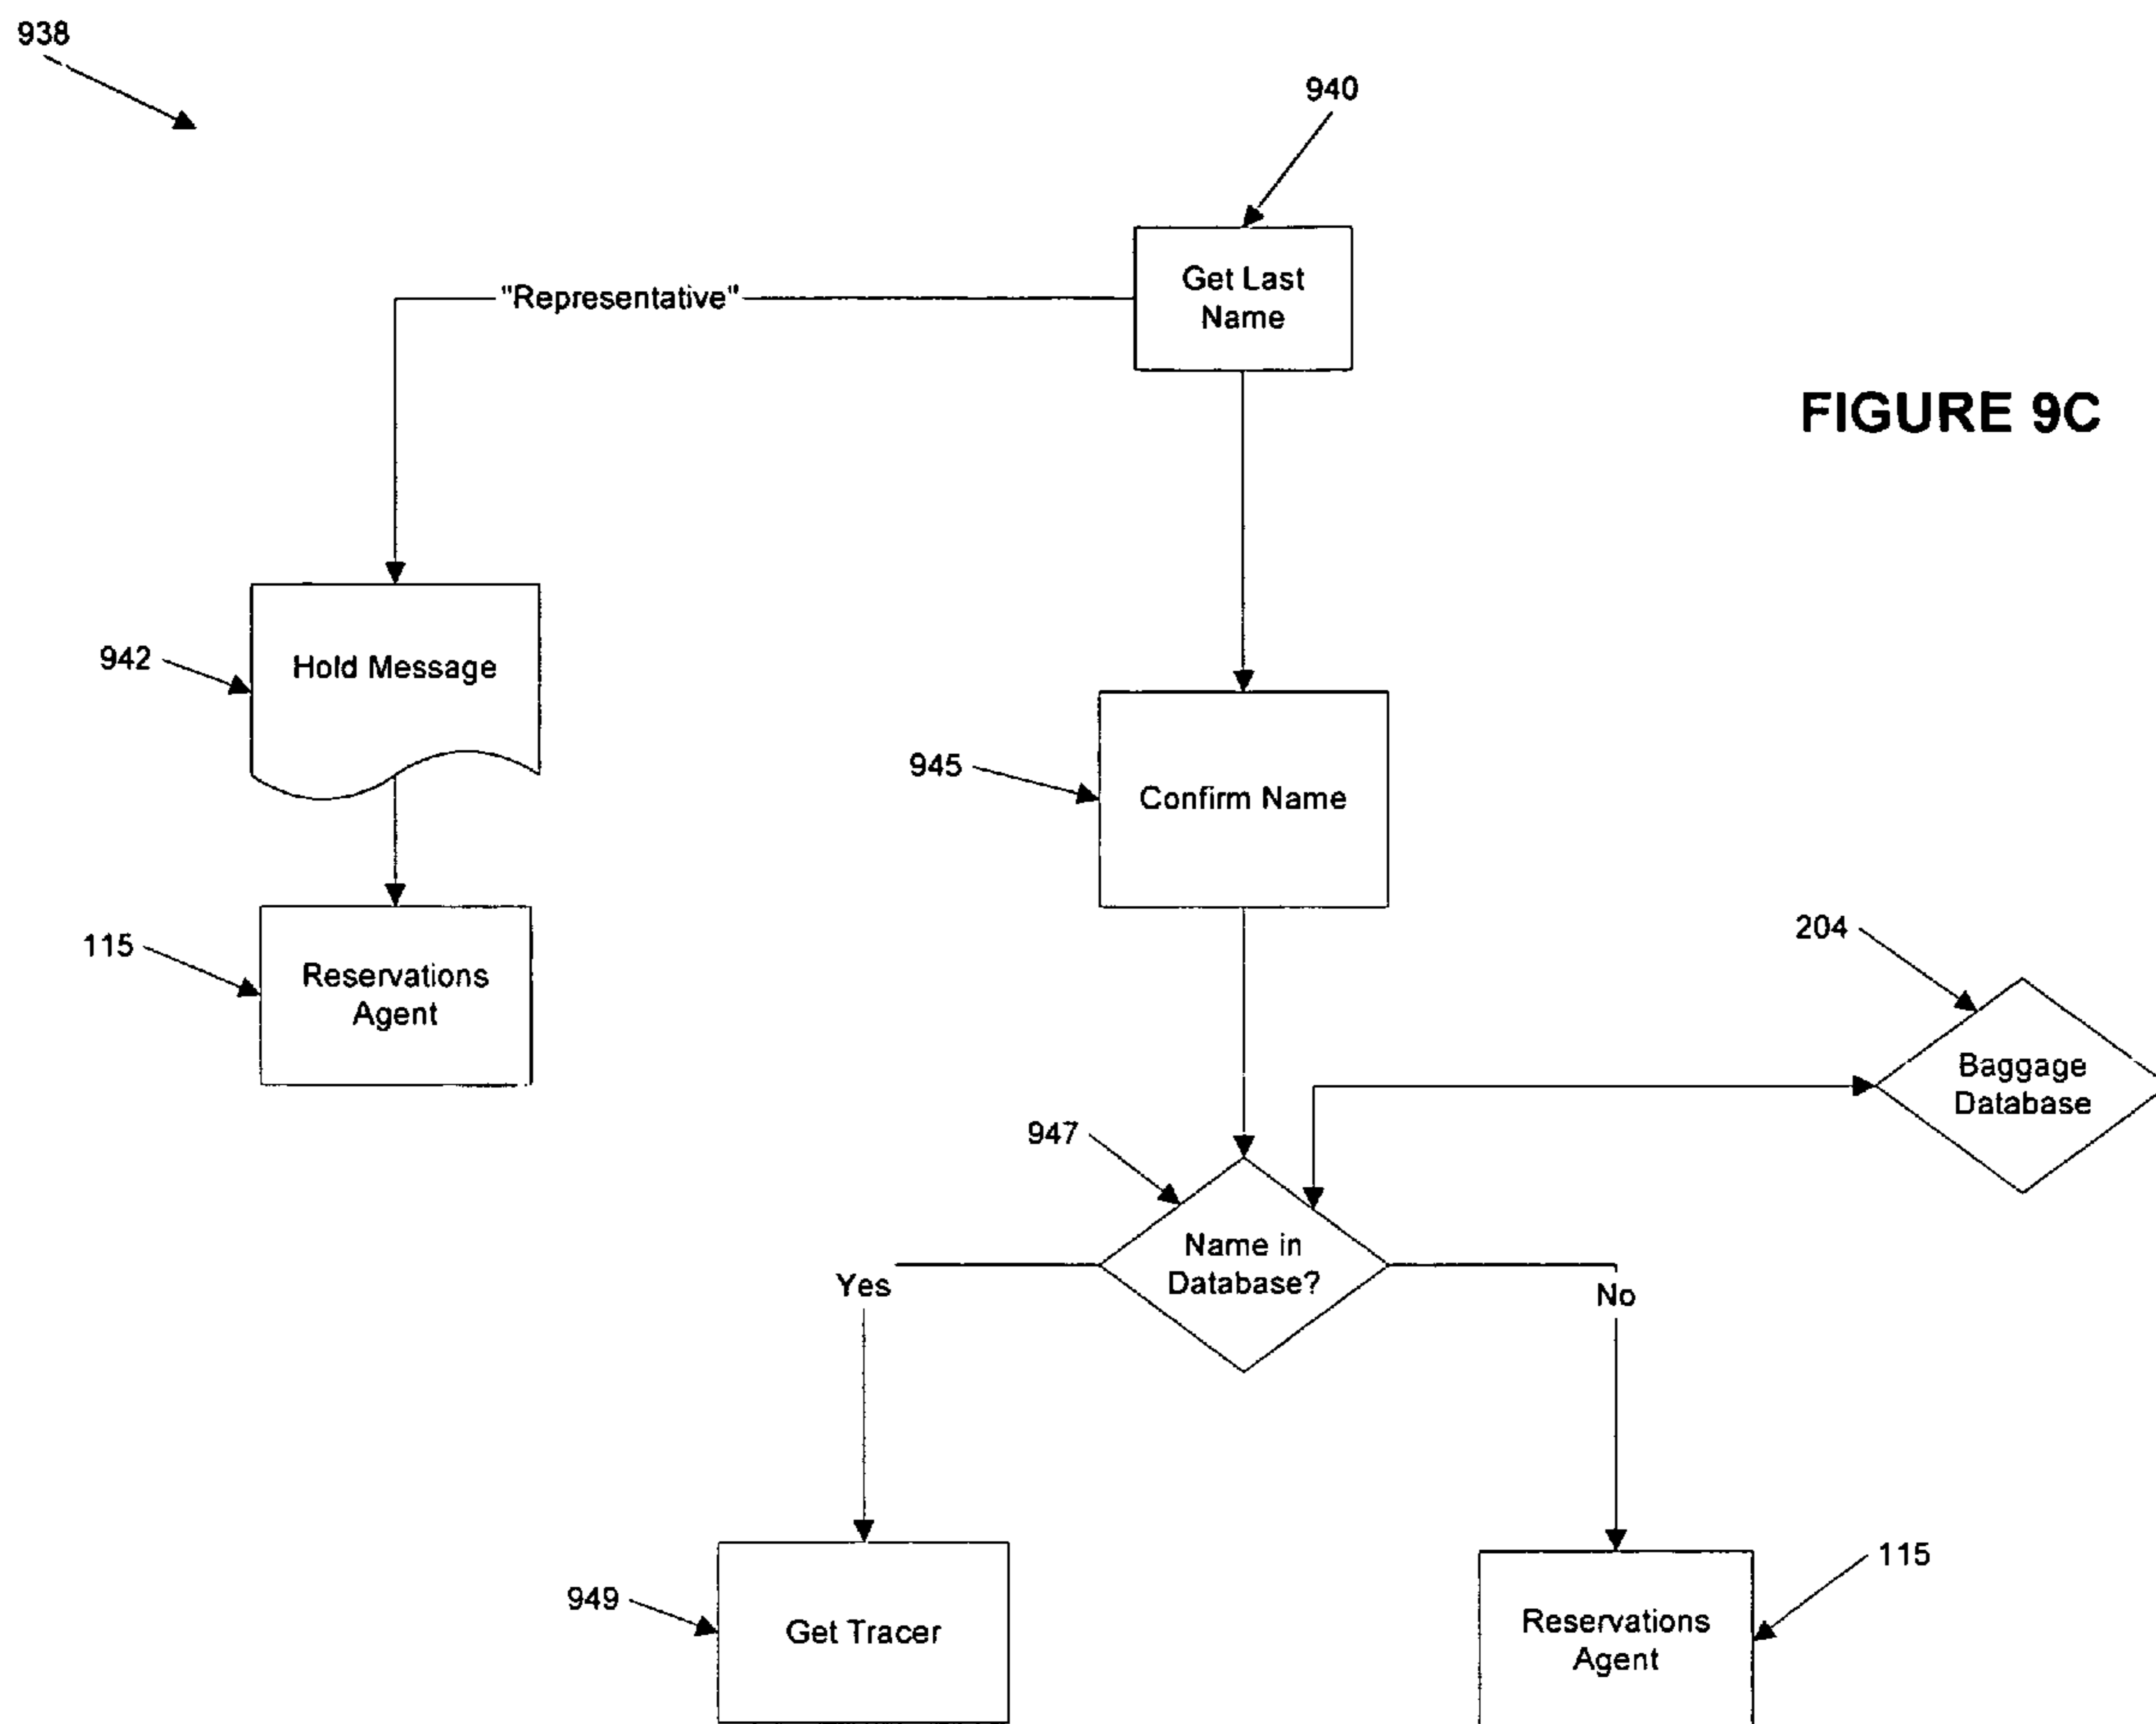 938
940
Get Last
Name
"Representative"
FIGURE 9C
942
Hold Message
945
Confirm Name
115
Reservations
Agent
204
Baggage
Database
947
Name in
Database?
Yes
No
949
Get Tracer
115
Reservations
Agent